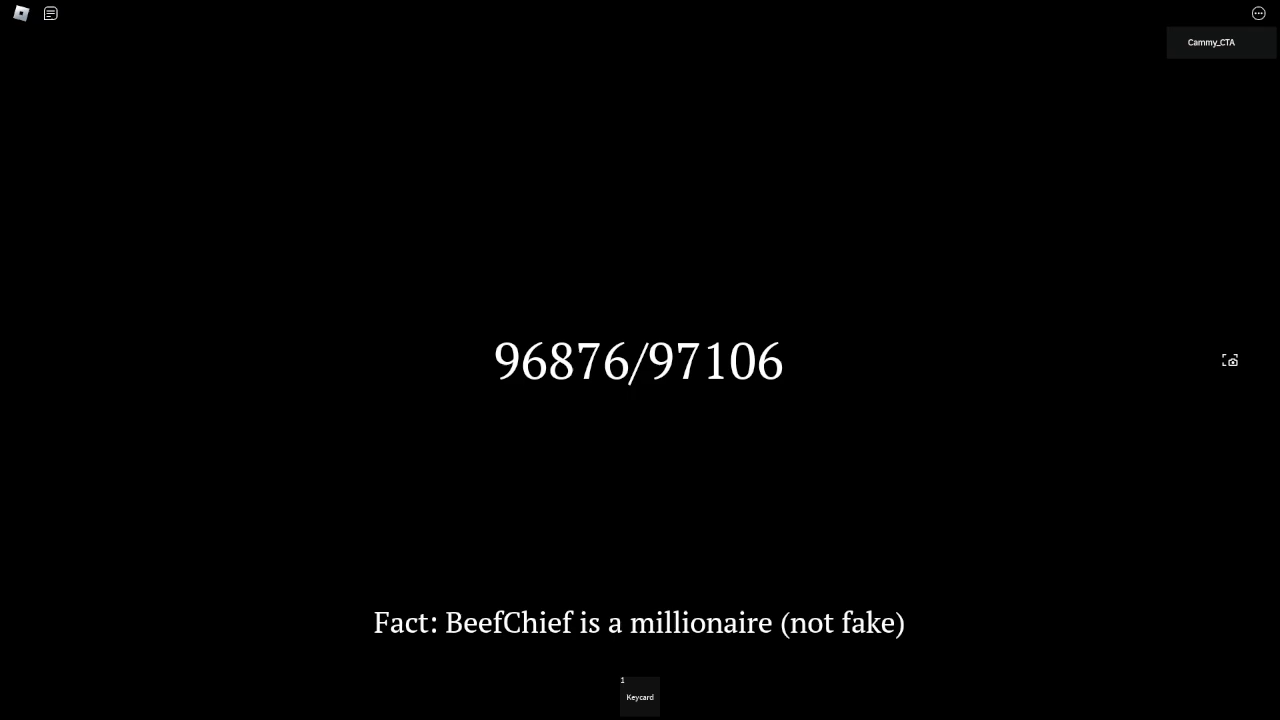 Cammy_CTA
96876/97106
Fact: BeefChief is a millionaire (not fake)
1
Keycard